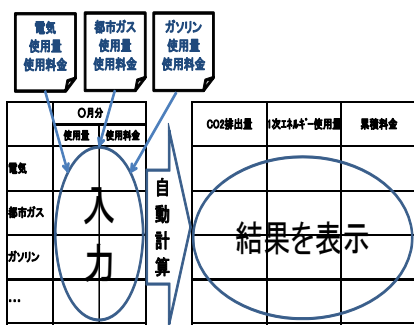 電気
使用量
使用料金
都市ガス
使用量
使用料金
ガソリン
使用量
使用料金
○月分
使用量 使用料金
CO2排出量 1次エネルギー使用量 累積料金
電気
都市ガス
ガソリン
…
入力
自動計算
結果を表示